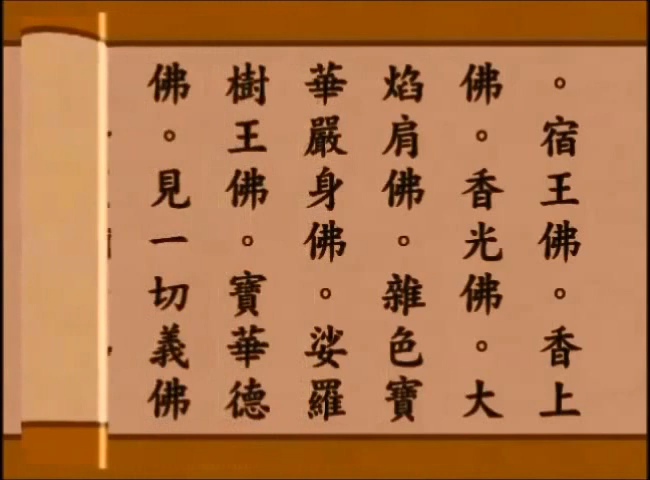 。宿王佛。香上
佛。香光佛。大
焰肩佛。雜色寶
華嚴身佛。娑羅
樹王佛。寶華德
佛。見一切義佛